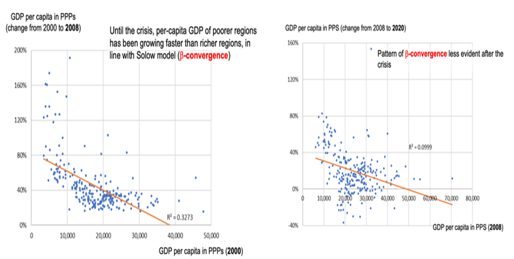 GDP per capita in PPPs
(change from 2000 to 2008)
Until the crisis, per-capita GDP of poorer regions
has been growing faster than richer regions, in
line with Solow model (β-convergence)
200%
160%
120%
80%
40%
0%
R² = 0.3273
0
10,000
20,000
30,000
40,000
50,000
GDP per capita in PPPs (2000)
GDP per capita in PPS (change from 2008 to 2020)
Pattern of β-convergence less evident after the
crisis
160%
120%
80%
40%
0%
-40%
R² = 0.0999
0
10,000
20,000
30,000
40,000
50,000
60,000
70,000
80,000
GDP per capita in PPS (2008)